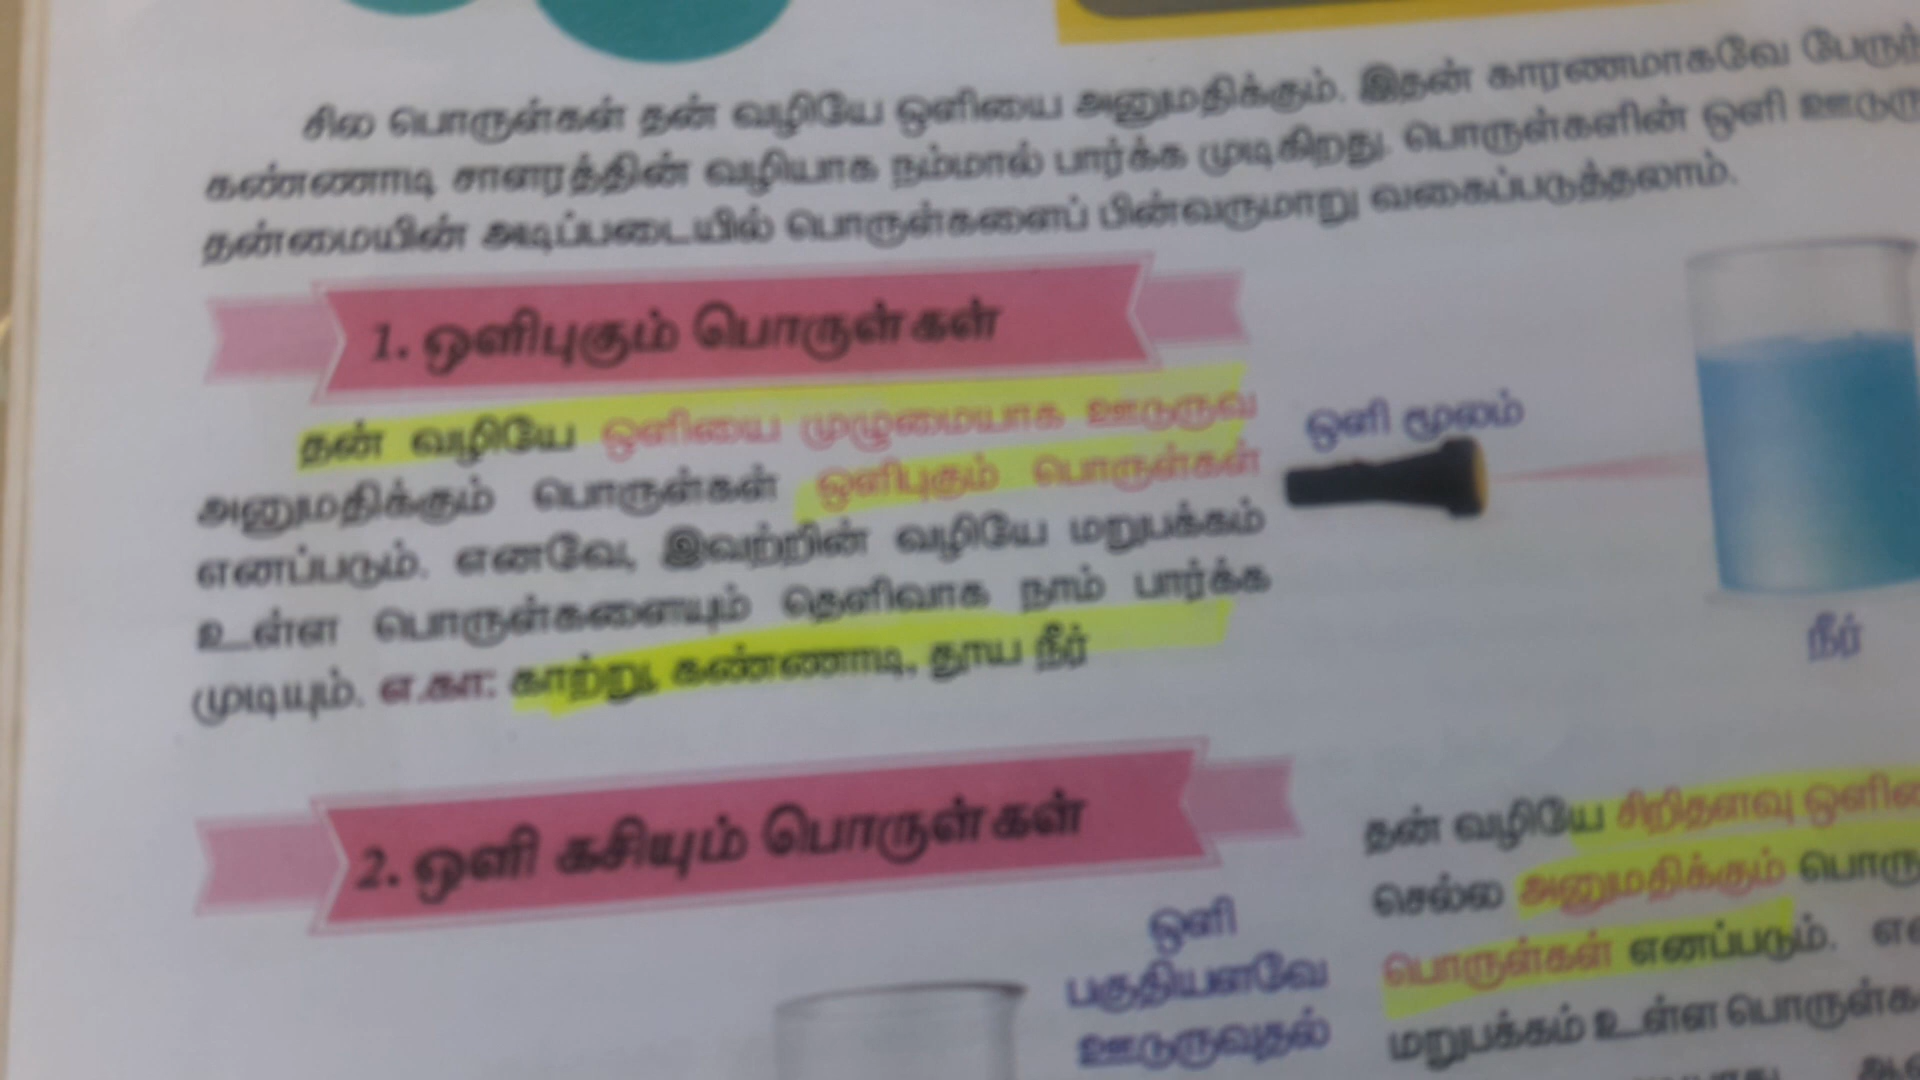 சில பொருள்கள் தன் வழியே ஒளியை அனுமதிக்கும். இதன் காரணமாகவே
கண்ணாடி சாளரத்தின் வழியாக நம்மால் பார்க்க முடிகிறது. பொருள்களின் ஒளி
தன்மையின் அடிப்படையில் பொருள்களைப் பின்வருமாறு வகைப்படுத்தலாம்.
1. ஒளிபுகும் பொருள்கள்
தன் வழியே ஒளியை முழுமையாக ஊடுருவ
அனுமதிக்கும் பொருள்கள் ஒளிபுகும் பொருள்கள்
எனப்படும். எனவே, இவற்றின் வழியே மறுபக்கம்
உள்ள பொருள்களையும் தெளிவாக நாம் பார்க்க
முடியும். எ.கா: காற்று, கண்ணாடி, தூய நீர்
ஒளி மூலம்
நீர்
2. ஒளி கசியும் பொருள்கள்
ஒளி
பகுதியளவே
ஊடுருவுதல்
தன் வழியே சிறிதளவு
செல்ல அனுமதிக்கும்
பொருள்கள் எனப்படும்.
மறுபக்கம் உள்ள